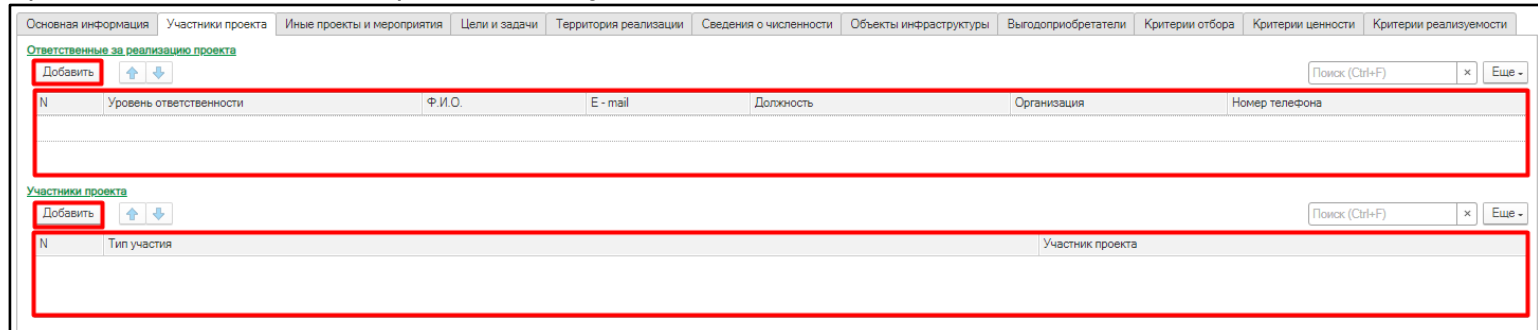 Основная информация Участники проекта Иные проекты и мероприятия Цели и задачи Территория реализации Сведения о численности Объекты инфраструктуры Выгодоприобретатели Критерии отбора Критерии ценности Критерии реализуемости
Ответственные за реализацию проекта
Добавить Поиск (Ctrl+F) × Еще
N Уровень ответственности Ф.И.О. E - mail Должность Организация Номер телефона
Участники проекта
Добавить Поиск (Ctrl+F) × Еще
N Тип участия Участник проекта